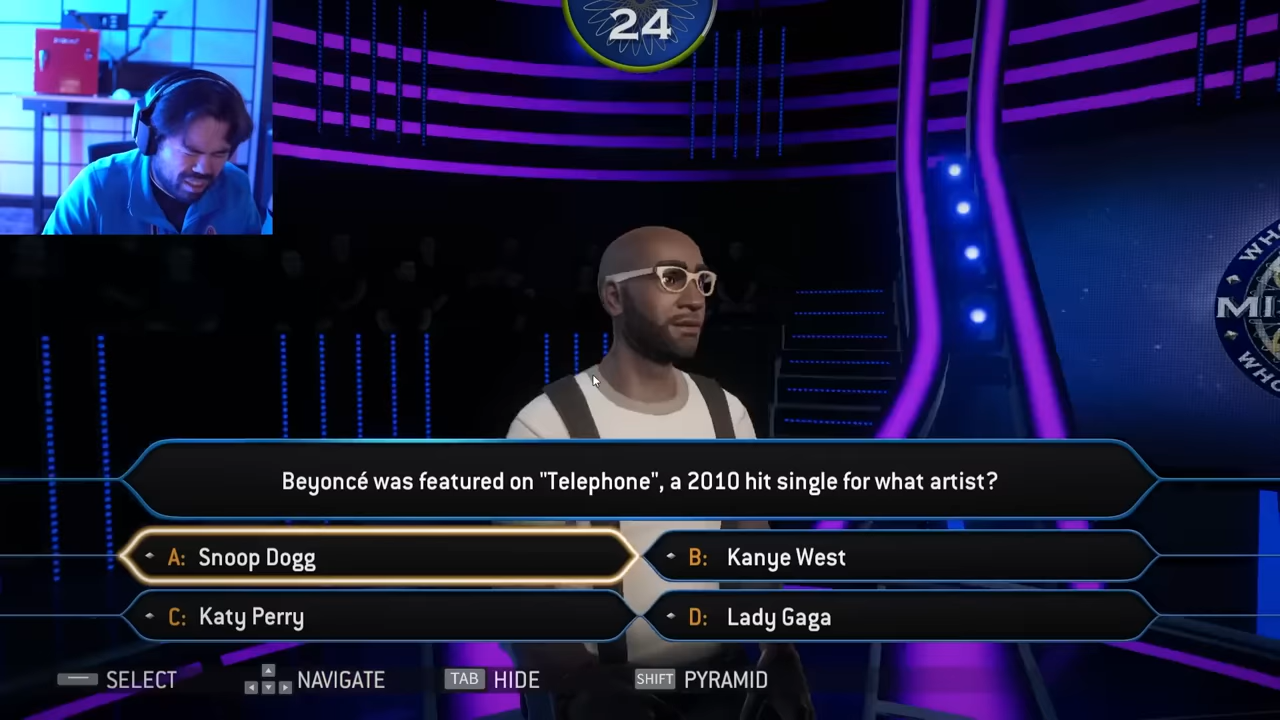 24
Beyoncé was featured on "Telephone", a 2010 hit single for what artist?
A: Snoop Dogg
B: Kanye West
C: Katy Perry
D: Lady Gaga
SELECT
NAVIGATE
TAB HIDE
SHIFT PYRAMID